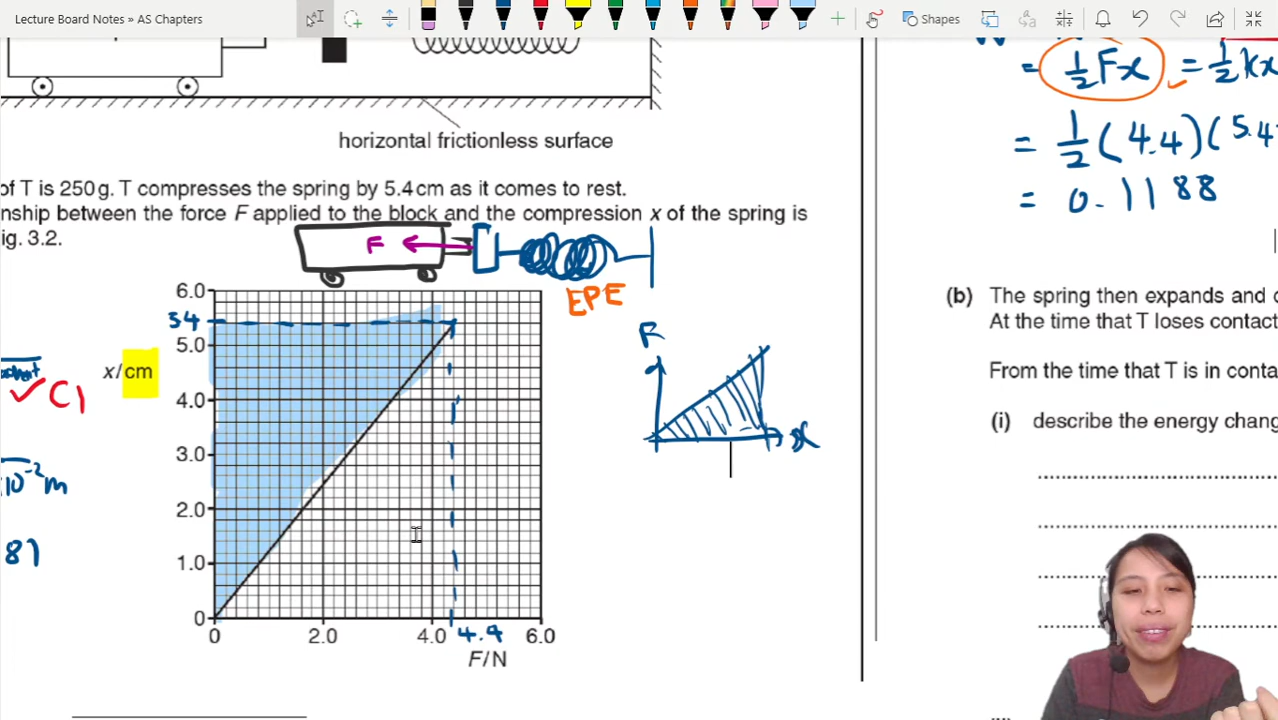 Lecture Board Notes » AS Chapters
Shapes
horizontal frictionless surface
of T is 250 g. T compresses the spring by 5.4 cm as it comes to rest.
nship between the force F applied to the block and the compression x of the spring is
ig. 3.2.
F
EPE
6.0
54
5.0
x/cm
4.0
3.0
2.0
1.0
0
0
2.0
4.0
4.4
6.0
F/N
C1
10⁻² m
81
F
x
= ½Fx = ½kx
= ½(4.4)(5.4
= 0.1188
(b) The spring then expands and
At the time that T loses contact
From the time that T is in conta
(i) describe the energy chang